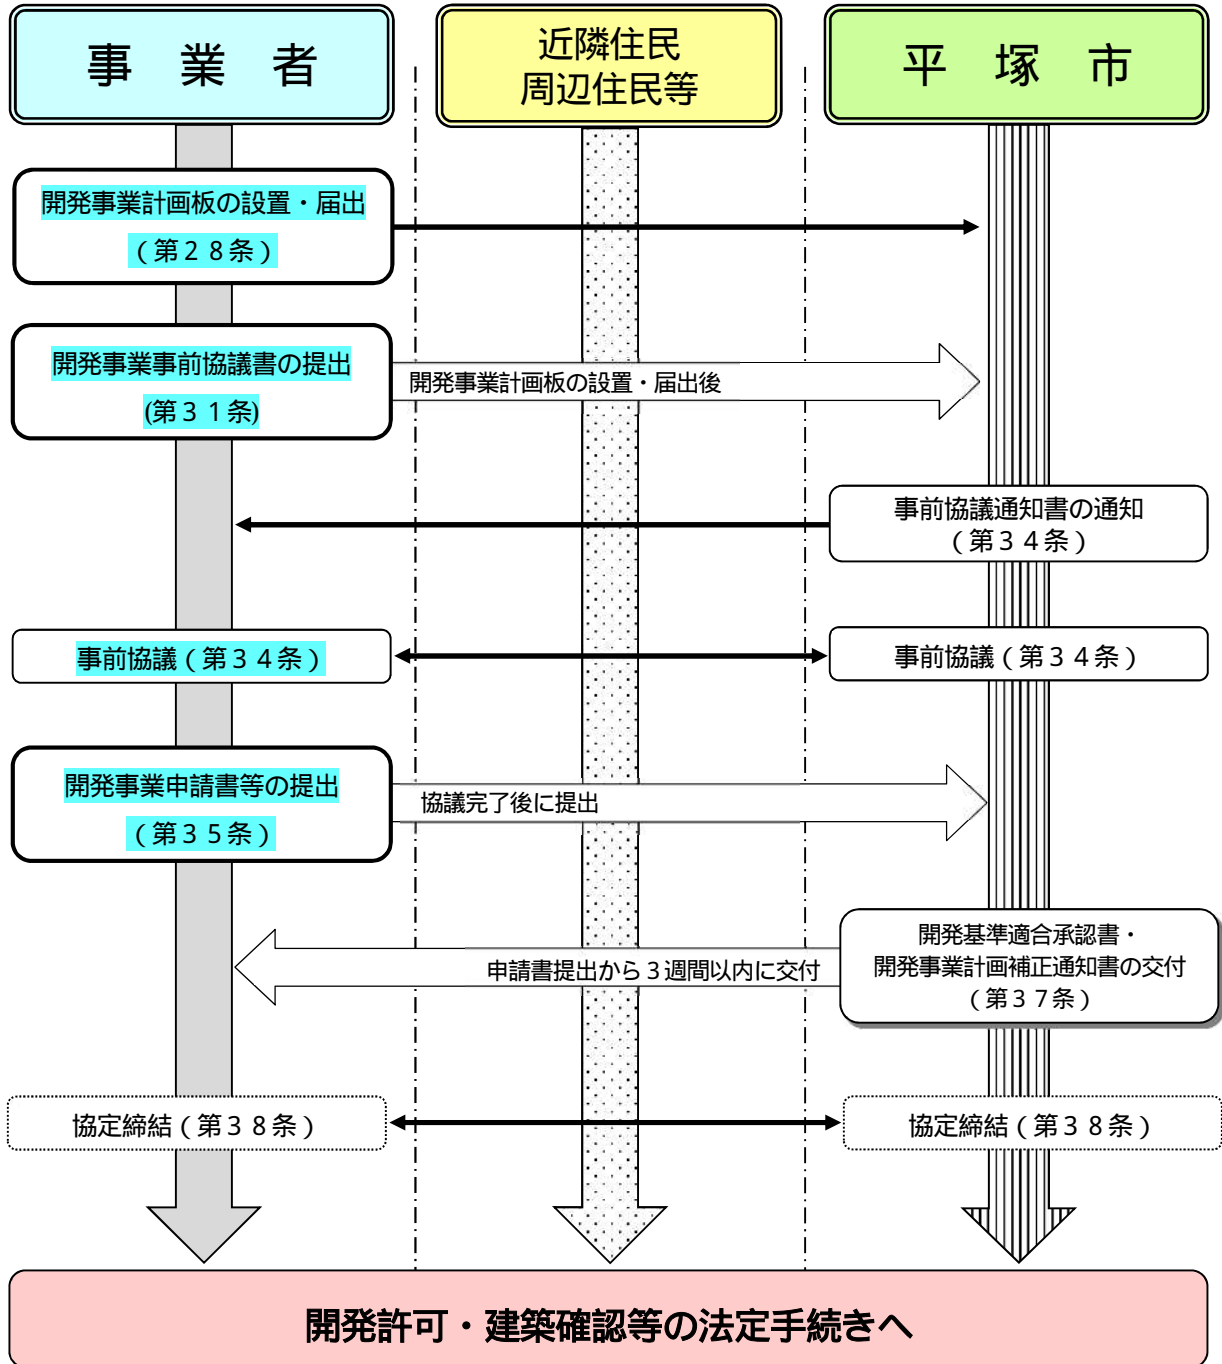 事　業　者
近隣住民
周辺住民等
平　塚　市
開発事業計画板の設置・届出
（第２８条）
開発事業事前協議書の提出
(第３１条)
開発事業計画板の設置・届出後
事前協議通知書の通知
（第３４条）
事前協議（第３４条）
事前協議（第３４条）
開発事業申請書等の提出
（第３５条）
協議完了後に提出
開発基準適合承認書・
開発事業計画補正通知書の交付
（第３７条）
申請書提出から３週間以内に交付
協定締結（第３８条）
協定締結（第３８条）
開発許可・建築確認等の法定手続きへ